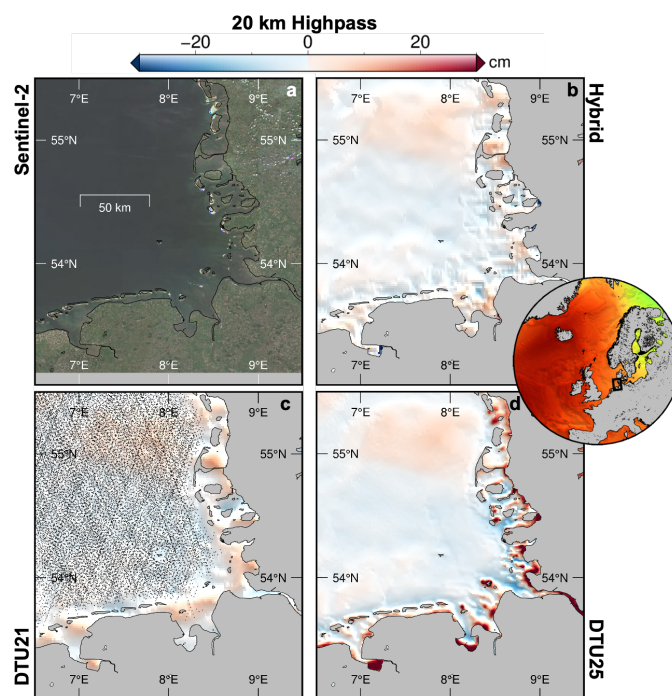 20 km Highpass
−20 0 20
cm
Sentinel-2
7°E 8°E 9°E
a
55°N 55°N
50 km
54°N 54°N
7°E 8°E 9°E
Hybrid
7°E 8°E 9°E
b
55°N 55°N
54°N 54°N
7°E 8°E
DTU21
7°E 8°E 9°E
c
55°N 55°N
54°N 54°N
7°E 8°E 9°E
DTU25
7°E 8°E 9°E
d
55°N 55°N
54°N 54°N
7°E 8°E 9°E